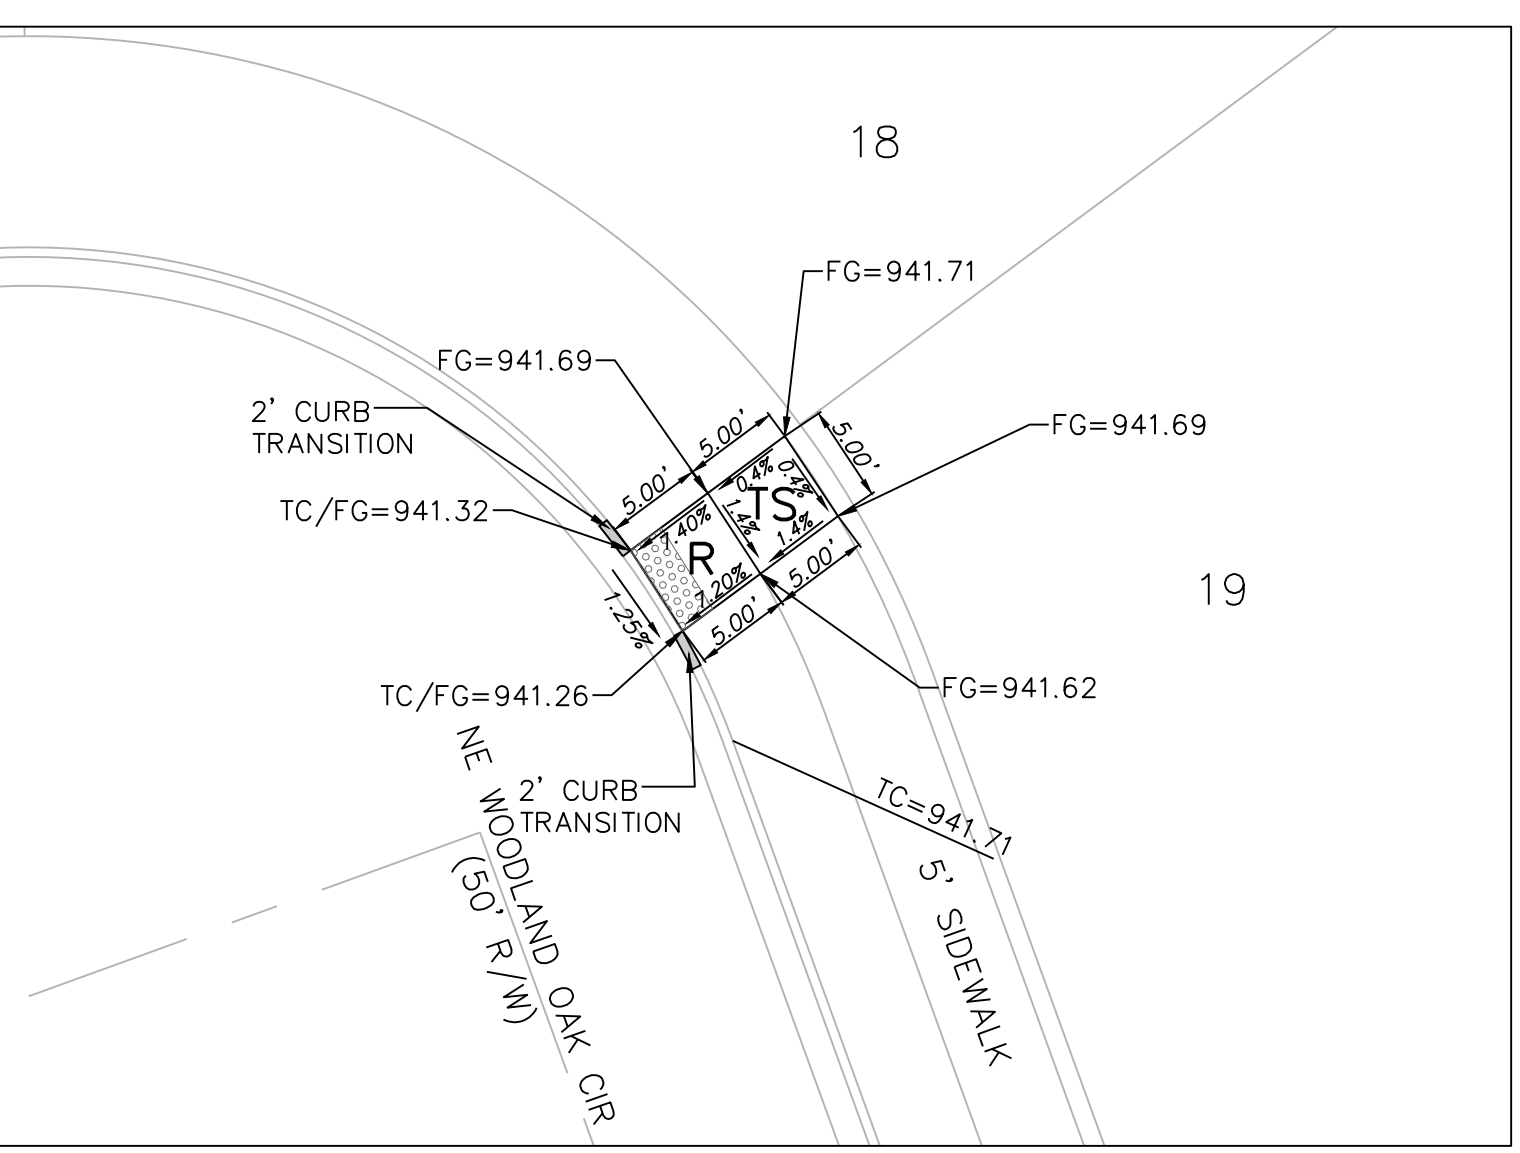 18
FG=941.71
FG=941.69
2' CURB
TRANSITION
5.00'
5.00'
5.00'
FG=941.69
TC/FG=941.32
0.4%
0.4%
TS
1.4%
1.4%
7.40%
R
7.20%
5.00'
5.00'
1.25%
19
TC/FG=941.26
FG=941.62
2' CURB
TRANSITION
TC=941.71
NE WOODLAND OAK CIR
(50' R/W)
5' SIDEWALK